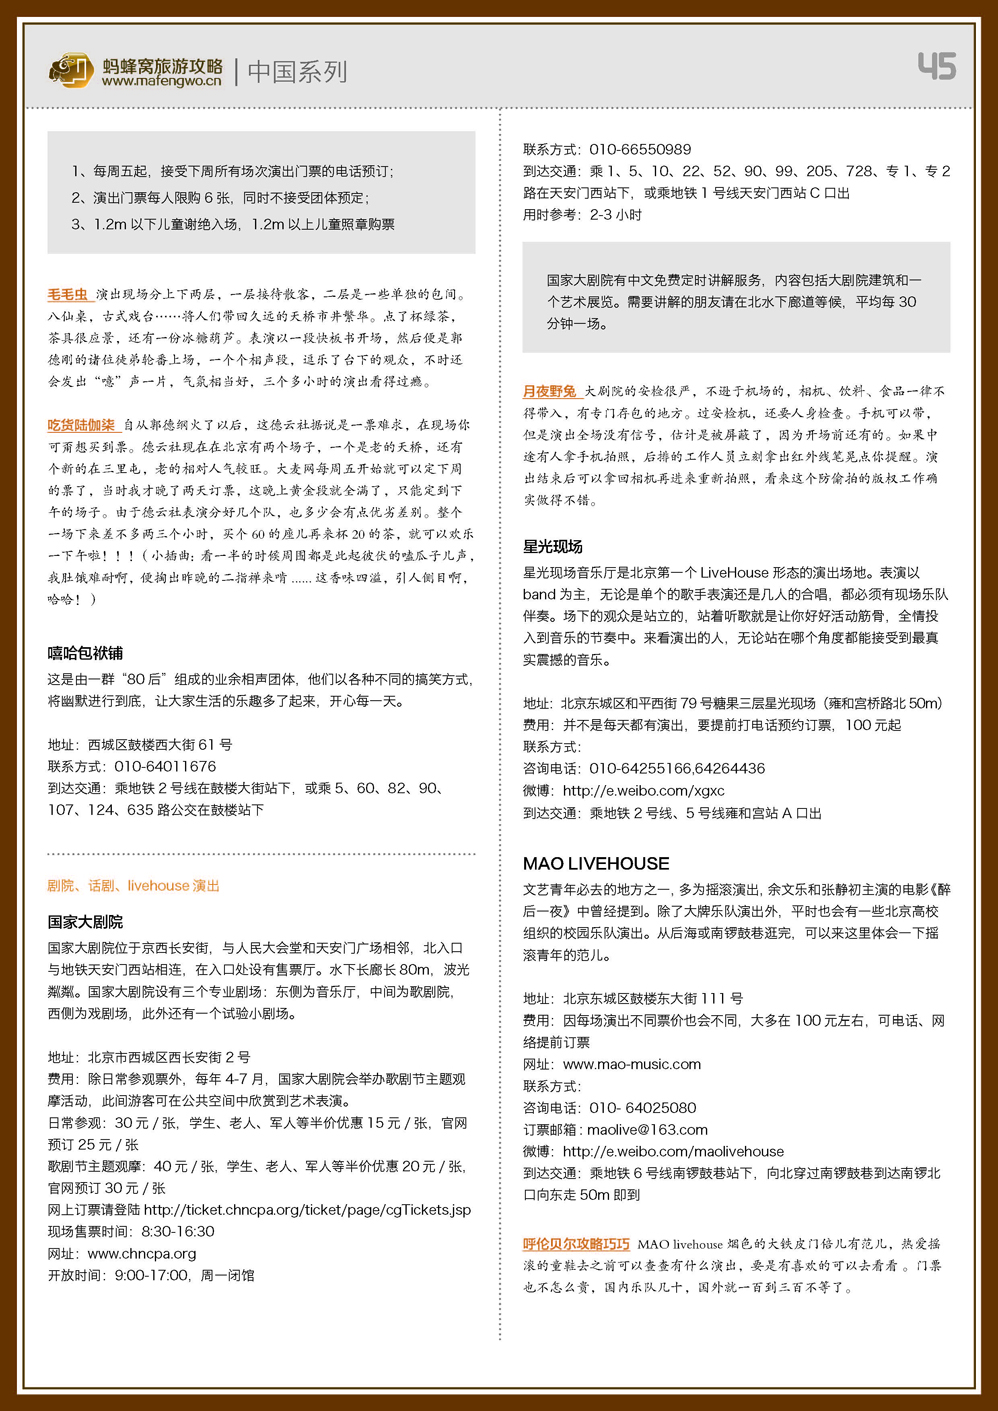 蚂蜂窝旅游攻略
www.mafengwo.cn
中国系列
45
1、每周五起，接受下周所有场次演出门票的电话预订；
2、演出门票每人限购 6 张，同时不接受团体预定；
3、1.2m 以下儿童谢绝入场，1.2m 以上儿童照章购票
毛毛虫 演出现场分上下两层，一层接待散客，二层是一些单独的包间。
八仙桌，古式戏台……将人们带回久远的天桥市井繁华。点了杯绿茶，
茶具很应景，还有一份冰糖葫芦。表演以一段快板书开场，然后便是郭
德刚的诸位徒弟轮番上场，一个个相声段，逗乐了台下的观众，不时还
会发出“噫”声一片，气氛相当好，三个多小时的演出看得过瘾。
吃货陆伽柒 自从郭德纲火了以后，这德云社据说是一票难求，在现场你
可甭想买到票。德云社现在在北京有两个场子，一个是老的天桥，还有
个新的在三里屯，老的相对人气较旺。大麦网每周五开始就可以定下周
的票了，当时我才晚了两天订票，这晚上黄金段就全满了，只能定到下
午的场子。由于德云社表演分好几个队，也多少会有点优劣差别。整个
一场下来差不多两三个小时，买个 60 的座儿再来杯 20 的茶，就可以欢乐
一下午啦！！！（小插曲：看一半的时候周围都是此起彼伏的嗑瓜子儿声，
我肚饿难耐啊，便掏出昨晚的二指禅来啃 ...... 这香味四溢，引人侧目啊，
哈哈！）
嘻哈包袱铺
这是由一群“80 后”组成的业余相声团体，他们以各种不同的搞笑方式，
将幽默进行到底，让大家生活的乐趣多了起来，开心每一天。
地址：西城区鼓楼西大街 61 号
联系方式：010-64011676
到达交通：乘地铁 2 号线在鼓楼大街站下，或乘 5、60、82、90、
107、124、635 路公交在鼓楼站下
剧院、话剧、livehouse 演出
国家大剧院
国家大剧院位于京西长安街，与人民大会堂和天安门广场相邻，北入口
与地铁天安门西站相连，在入口处设有售票厅。水下长廊长 80m，波光
粼粼。国家大剧院设有三个专业剧场：东侧为音乐厅，中间为歌剧院，
西侧为戏剧场，此外还有一个试验小剧场。
地址：北京市西城区西长安街 2 号
费用：除日常参观票外，每年 4-7 月，国家大剧院会举办歌剧节主题观
摩活动，此间游客可在公共空间中欣赏到艺术表演。
日常参观：30 元 / 张，学生、老人、军人等半价优惠 15 元 / 张，官网
预订 25 元 / 张
歌剧节主题观摩：40 元 / 张，学生、老人、军人等半价优惠 20 元 / 张，
官网预订 30 元 / 张
网上订票请登陆 http://ticket.chncpa.org/ticket/page/cgTickets.jsp
现场售票时间：8:30-16:30
网址：www.chncpa.org
开放时间：9:00-17:00，周一闭馆
联系方式：010-66550989
到达交通：乘 1、5、10、22、52、90、99、205、728、专 1、专 2
路在天安门西站下，或乘地铁 1 号线天安门西站 C 口出
用时参考：2-3 小时
国家大剧院有中文免费定时讲解服务，内容包括大剧院建筑和一
个艺术展览。需要讲解的朋友请在北水下廊道等候，平均每 30
分钟一场。
月夜野兔 大剧院的安检很严，不逊于机场的，相机、饮料、食品一律不
得带入，有专门存包的地方。过安检机，还要人身检查。手机可以带，
但是演出全场没有信号，估计是被屏蔽了，因为开场前还有的。如果中
途有人拿手机拍照，后排的工作人员立刻拿出红外线笔晃点你提醒。演
出结束后可以拿回相机再进来重新拍照，看来这个防偷拍的版权工作确
实做得不错。
星光现场
星光现场音乐厅是北京第一个 LiveHouse 形态的演出场地。表演以
band 为主，无论是单个的歌手表演还是几人的合唱，都必须有现场乐队
伴奏。场下的观众是站立的，站着听歌就是让你好好活动筋骨，全情投
入到音乐的节奏中。来看演出的人，无论站在哪个角度都能接受到最真
实震撼的音乐。
地址：北京东城区和平西街 79 号糖果三层星光现场（雍和宫桥路北 50m）
费用：并不是每天都有演出，要提前打电话预约订票，100 元起
联系方式：
咨询电话：010-64255166,64264436
微博：http://e.weibo.com/xgxc
到达交通：乘地铁 2 号线、5 号线雍和宫站 A 口出
MAO LIVEHOUSE
文艺青年必去的地方之一，多为摇滚演出，余文乐和张静初主演的电影《醉
后一夜》中曾经提到。除了大牌乐队演出外，平时也会有一些北京高校
组织的校园乐队演出。从后海或南锣鼓巷逛完，可以来这里体会一下摇
滚青年的范儿。
地址：北京东城区鼓楼东大街 111 号
费用：因每场演出不同票价也会不同，大多在 100 元左右，可电话、网
络提前订票
网址：www.mao-music.com
联系方式：
咨询电话：010- 64025080
订票邮箱 : maolive@163.com
微博：http://e.weibo.com/maolivehouse
到达交通：乘地铁 6 号线南锣鼓巷站下，向北穿过南锣鼓巷到达南锣北
口向东走 50m 即到
呼伦贝尔攻略巧巧 MAO livehouse 烟色的大铁皮门倍儿有范儿，热爱摇
滚的童鞋去之前可以查查有什么演出，要是有喜欢的可以去看看 。门票
也不怎么贵，国内乐队几十，国外就一百到三百不等了。